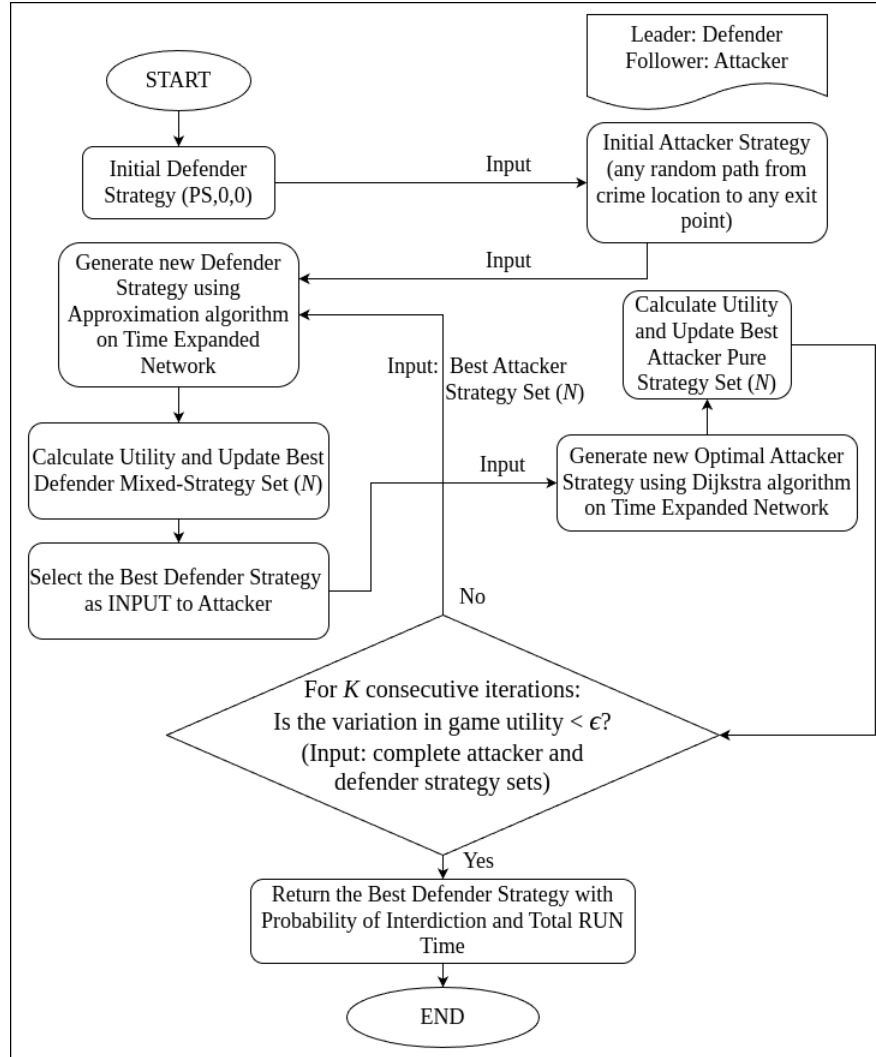 START
Leader: Defender
Follower: Attacker
Initial Defender
Strategy (PS,0,0)
Input
Initial Attacker Strategy
(any random path from
crime location to any exit
point)
Input
Generate new Defender
Strategy using
Approximation algorithm
on Time Expanded
Network
Calculate Utility and Update Best
Defender Mixed-Strategy Set (N)
Select the Best Defender Strategy
as INPUT to Attacker
Input
Generate new Optimal Attacker
Strategy using Dijkstra algorithm
on Time Expanded Network
Calculate Utility
and Update Best
Attacker Pure
Strategy Set (N)
Input: Best Attacker
Strategy Set (N)
No
For K consecutive iterations:
Is the variation in game utility < ϵ?
(Input: complete attacker and
defender strategy sets)
Yes
Return the Best Defender Strategy with
Probability of Interdiction and Total RUN
Time
END